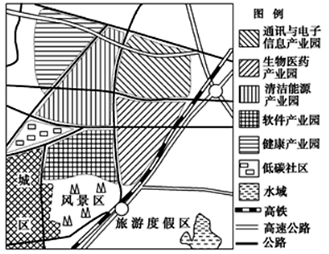 图 例
通讯与电子
信息产业园
生物医药
产业园
清洁能源
产业园
软件产业园
健康产业园
低碳社区
水域
高铁
高速公路
公路
城
区
风景
区
旅游度假区